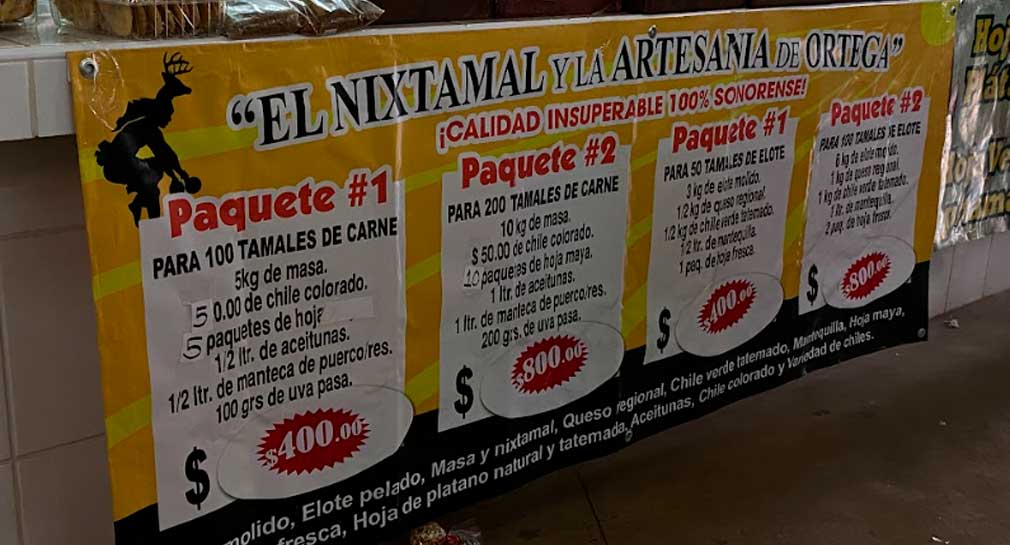 "EL NIXTAMAL Y LA ARTESANIA DE ORTEGA"
¡CALIDAD INSUPERABLE 100% SONORENSE!
Paquete #1
PARA 100 TAMALES DE CARNE
5kg de masa.
50.00 de chile colorado.
5 paquetes de hoja
1/2 ltr. de aceitunas.
1/2 ltr. de manteca de puerco/res.
100 grs de uva pasa.
$ $400.00
Paquete #2
PARA 200 TAMALES DE CARNE
10 kg de masa.
$ 50.00 de chile colorado.
10 paquetes de hoja maya.
1 ltr. de aceitunas.
1 ltr. de manteca de puerco/res.
200 grs. de uva pasa.
$ $800.00
Paquete #1
PARA 50 TAMALES DE ELOTE
3 kg de elote molido.
1/2 kg de queso regional.
1/2 kg de chile verde tatemado.
1/2 ltr. de mantequilla.
1 paq. de hoja fresca.
$ $400.00
Paquete #2
PARA 100 TAMALES DE ELOTE
6 kg de elote molido.
1 kg de queso regional.
1 kg de chile verde tatemado.
1 ltr. de mantequilla.
2 paq. de hoja fresca.
$ $800.00
molido, Elote pelado, Masa y nixtamal, Queso regional, Chile verde tatemado, Mantequilla, Hoja maya,
fresca, Hoja de platano natural y tatemada, Aceitunas, Chile colorado y Variedad de chiles.